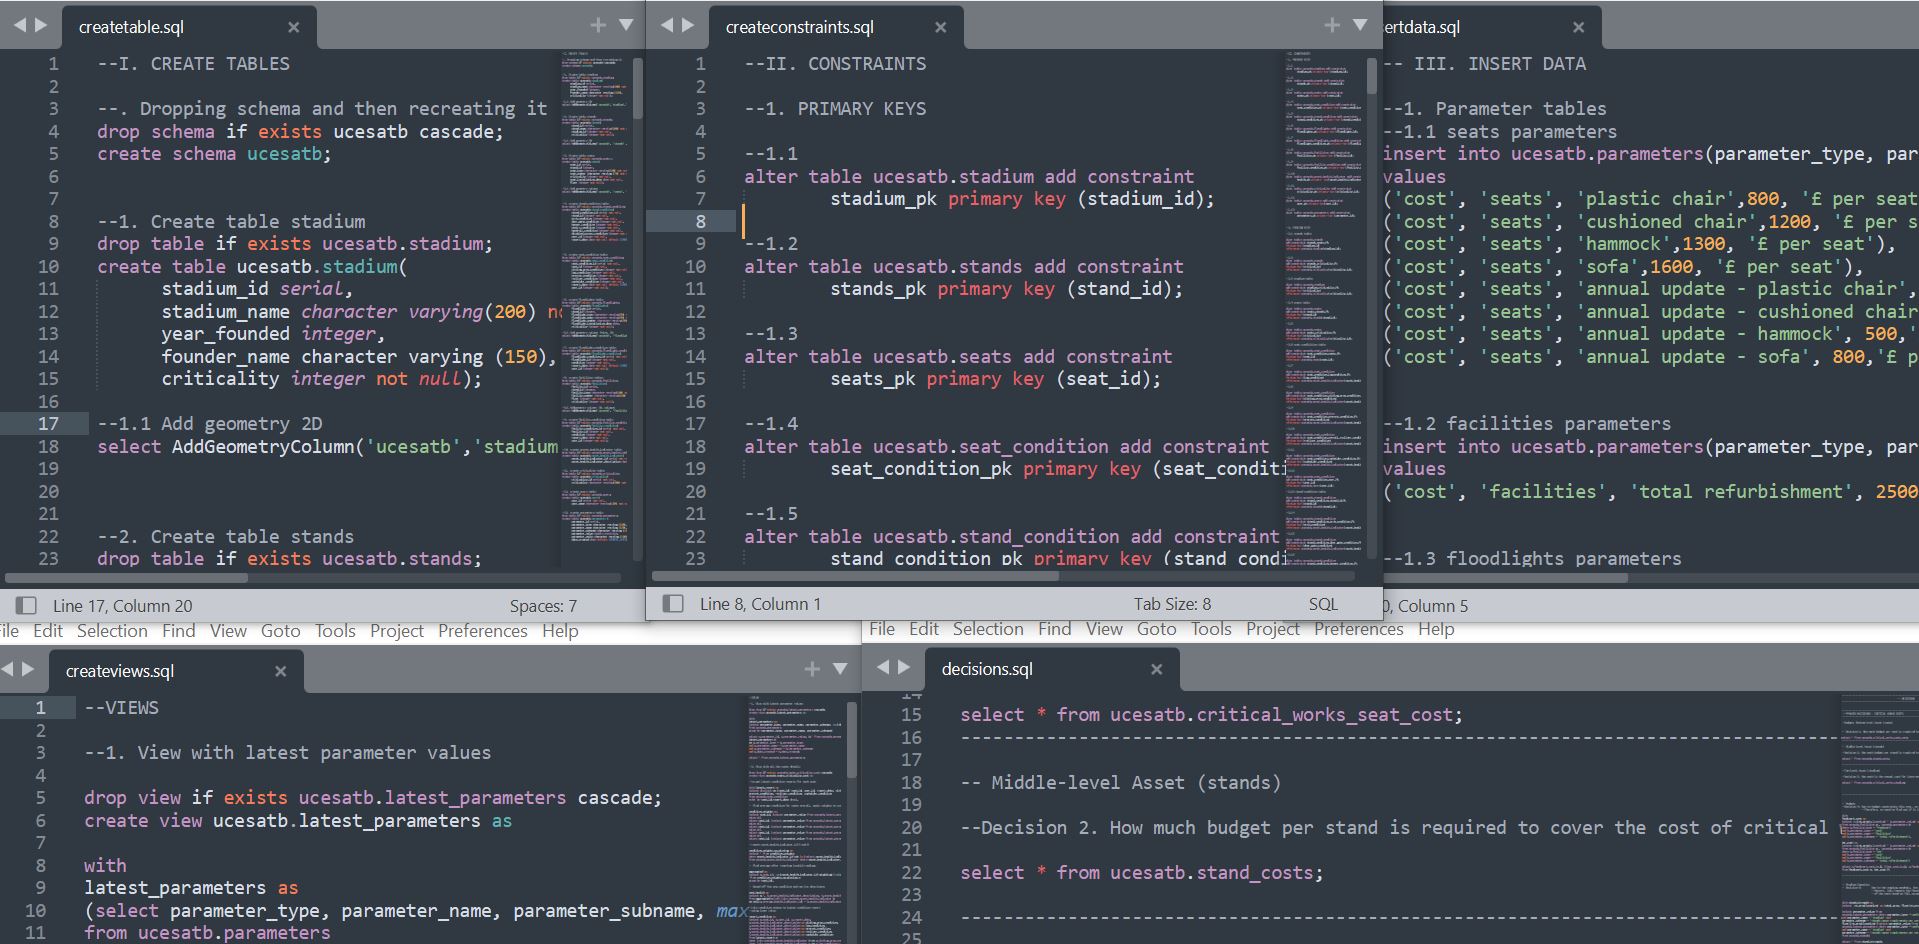 createtable.sql
1 --I. CREATE TABLES
2
3 --. Dropping schema and then recreating it
4 drop schema if exists ucesatb cascade;
5 create schema ucesatb;
6
7
8 --1. Create table stadium
9 drop table if exists ucesatb.stadium;
10 create table ucesatb.stadium(
11 stadium_id serial,
12 stadium_name character varying(200)
13 year_founded integer,
14 founder_name character varying (150),
15 criticality integer not null);
16
17 --1.1 Add geometry 2D
18 select AddGeometryColumn('ucesatb','stadium
19
20
21
22 --2. Create table stands
23 drop table if exists ucesatb.stands;
Line 17, Column 20 Spaces: 7
createconstraints.sql
1 --II. CONSTRAINTS
2
3 --1. PRIMARY KEYS
4
5 --1.1
6 alter table ucesatb.stadium add constraint
7 stadium_pk primary key (stadium_id);
8
9 --1.2
10 alter table ucesatb.stands add constraint
11 stands_pk primary key (stand_id);
12
13 --1.3
14 alter table ucesatb.seats add constraint
15 seats_pk primary key (seat_id);
16
17 --1.4
18 alter table ucesatb.seat_condition add constraint
19 seat_condition_pk primary key (seat_conditi
20
21 --1.5
22 alter table ucesatb.stand_condition add constraint
23 stand condition pk primary key (stand condi
Line 8, Column 1 Tab Size: 8 SQL
ertdata.sql
-- III. INSERT DATA
--1. Parameter tables
--1.1 seats parameters
insert into ucesatb.parameters(parameter_type, par
values
('cost', 'seats', 'plastic chair',800, '£ per seat
('cost', 'seats', 'cushioned chair',1200, '£ per s
('cost', 'seats', 'hammock',1300, '£ per seat'),
('cost', 'seats', 'sofa',1600, '£ per seat'),
('cost', 'seats', 'annual update - plastic chair',
('cost', 'seats', 'annual update - cushioned chair
('cost', 'seats', 'annual update - hammock', 500,'
('cost', 'seats', 'annual update - sofa', 800,'£ p
--1.2 facilities parameters
insert into ucesatb.parameters(parameter_type, par
values
('cost', 'facilities', 'total refurbishment', 2500
--1.3 floodlights parameters
0, Column 5
ile Edit Selection Find View Goto Tools Project Preferences Help
createviews.sql
1 --VIEWS
2
3 --1. View with latest parameter values
4
5 drop view if exists ucesatb.latest_parameters cascade;
6 create view ucesatb.latest_parameters as
7
8 with
9 latest_parameters as
10 (select parameter_type, parameter_name, parameter_subname, max
11 from ucesatb.parameters
File Edit Selection Find View Goto Tools Project Preferences Help
decisions.sql
14
15 select * from ucesatb.critical_works_seat_cost;
16 ----------------------------------------------------------------------------------
17
18 -- Middle-level Asset (stands)
19
20 --Decision 2. How much budget per stand is required to cover the cost of critical
21
22 select * from ucesatb.stand_costs;
23
24 ----------------------------------------------------------------------------------
25